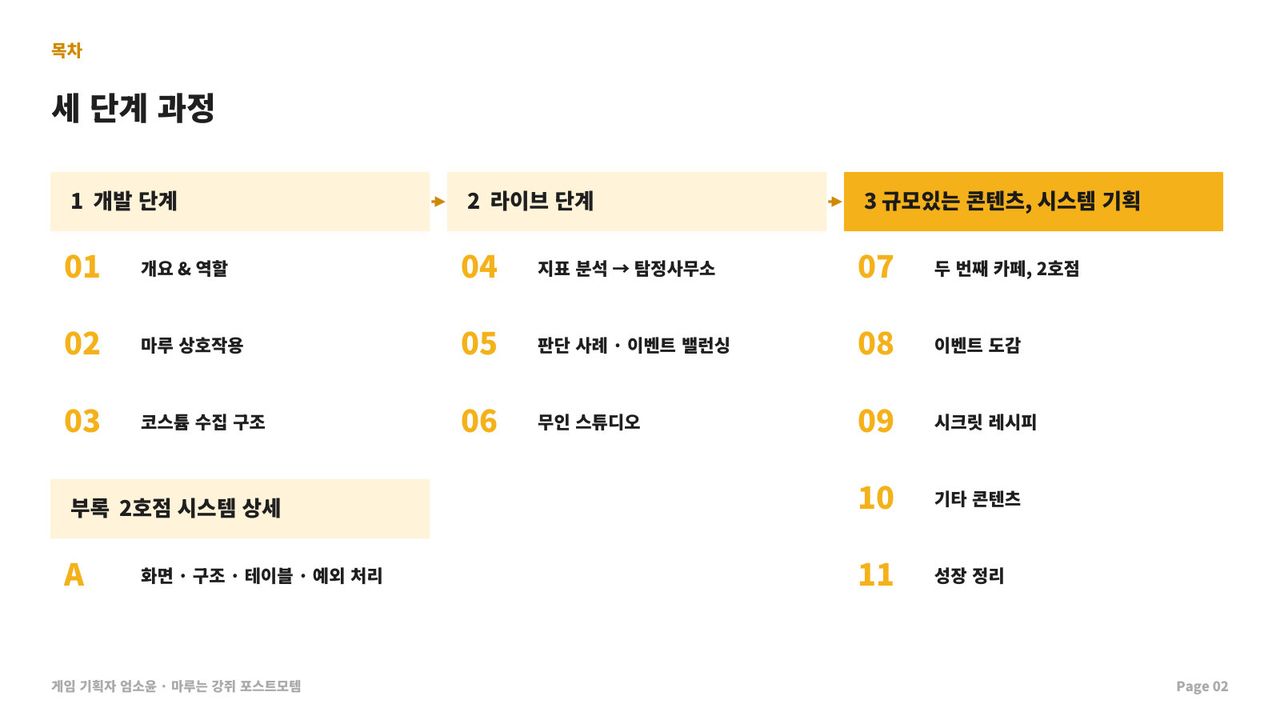 목차
세 단계 과정
1 개발 단계
01 개요 & 역할
02 마루 상호작용
03 코스튬 수집 구조
부록 2호점 시스템 상세
A 화면 · 구조 · 테이블 · 예외 처리
2 라이브 단계
04 지표 분석 → 탐정사무소
05 판단 사례 · 이벤트 밸런싱
06 무인 스튜디오
3 규모있는 콘텐츠, 시스템 기획
07 두 번째 카페, 2호점
08 이벤트 도감
09 시크릿 레시피
10 기타 콘텐츠
11 성장 정리
게임 기획자 엄소윤 · 마루는 강쥐 포스트모템
Page 02